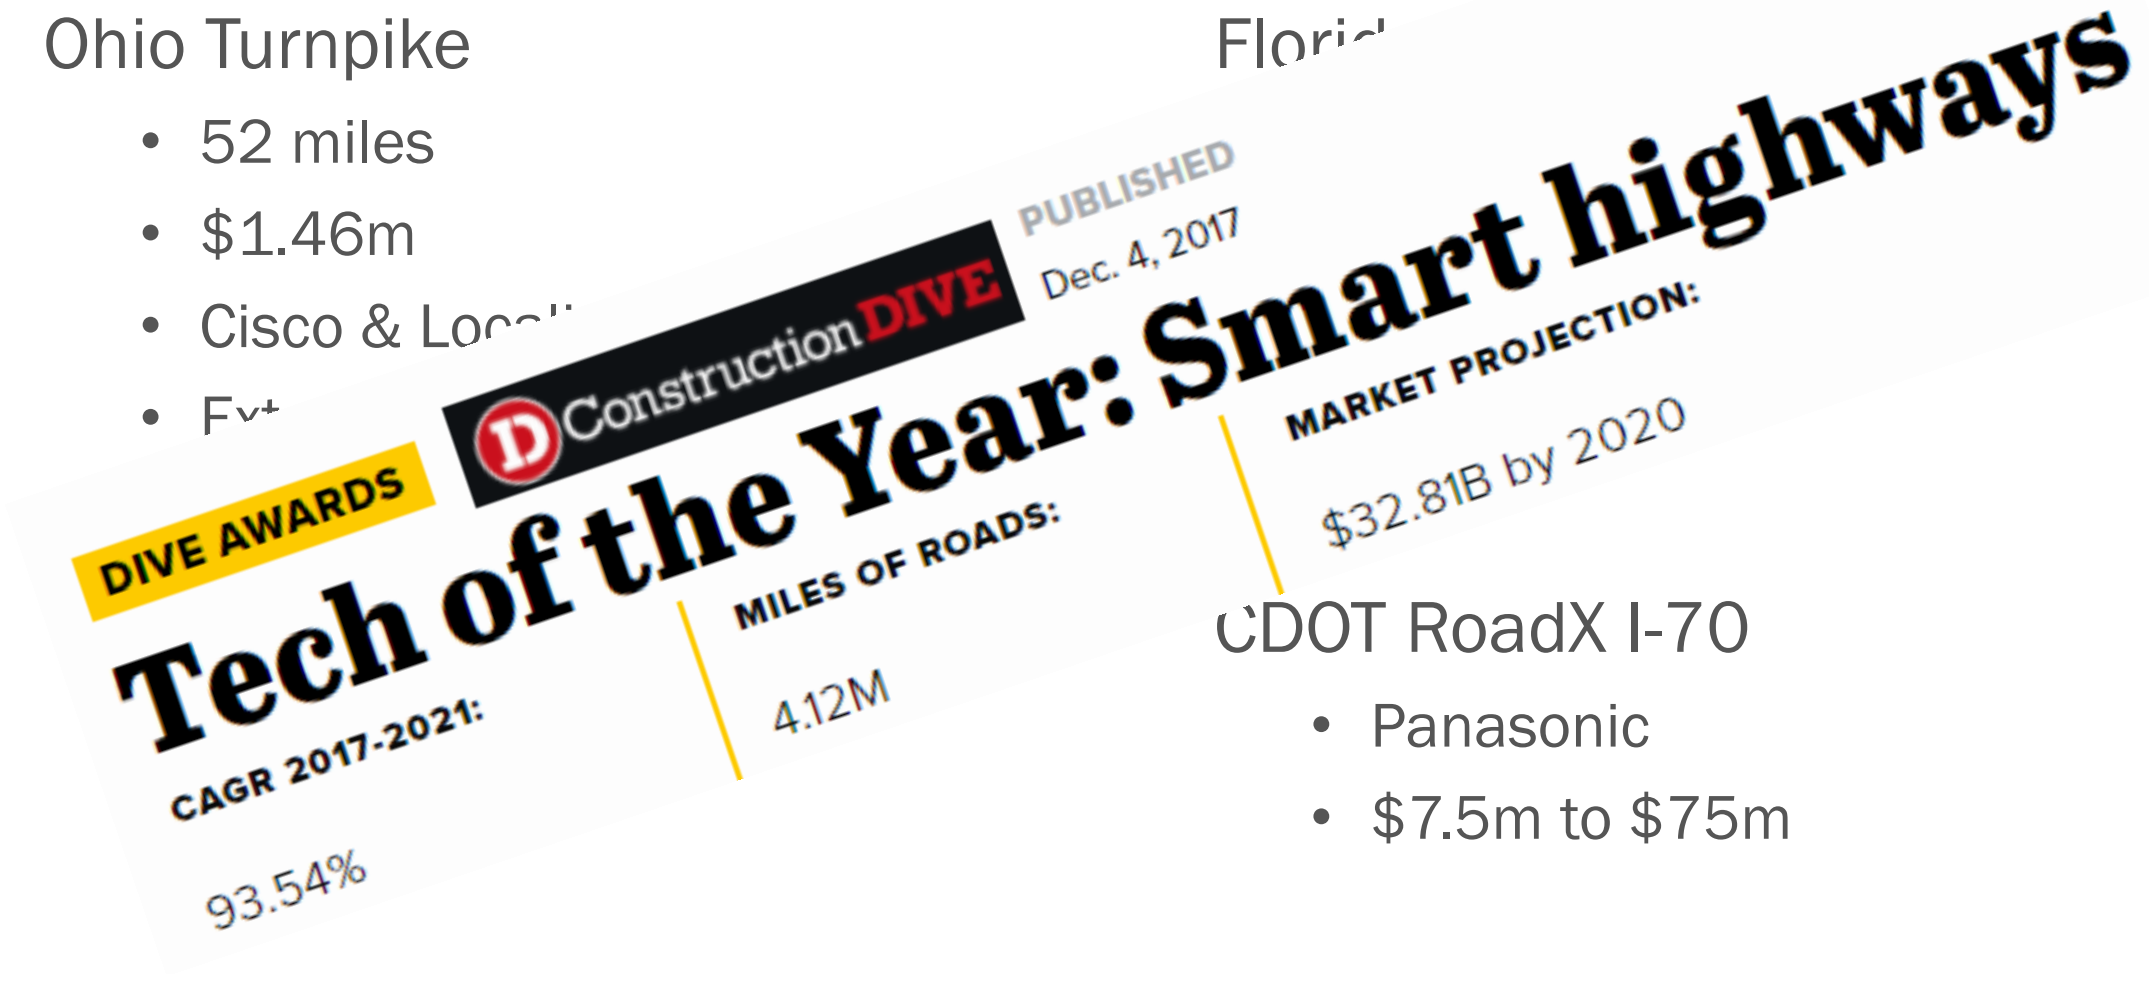 Ohio Turnpike
• 52 miles
• $1.46m
• Cisco &
DIVE AWARDS
D ConstructionDIVE
PUBLISHED
Dec. 4, 2017
Tech of the Year: Smart highways
CAGR 2017-2021:
93.54%
MILES OF ROADS:
4.12M
MARKET PROJECTION:
$32.81B by 2020
CDOT RoadX I-70
• Panasonic
• $7.5m to $75m